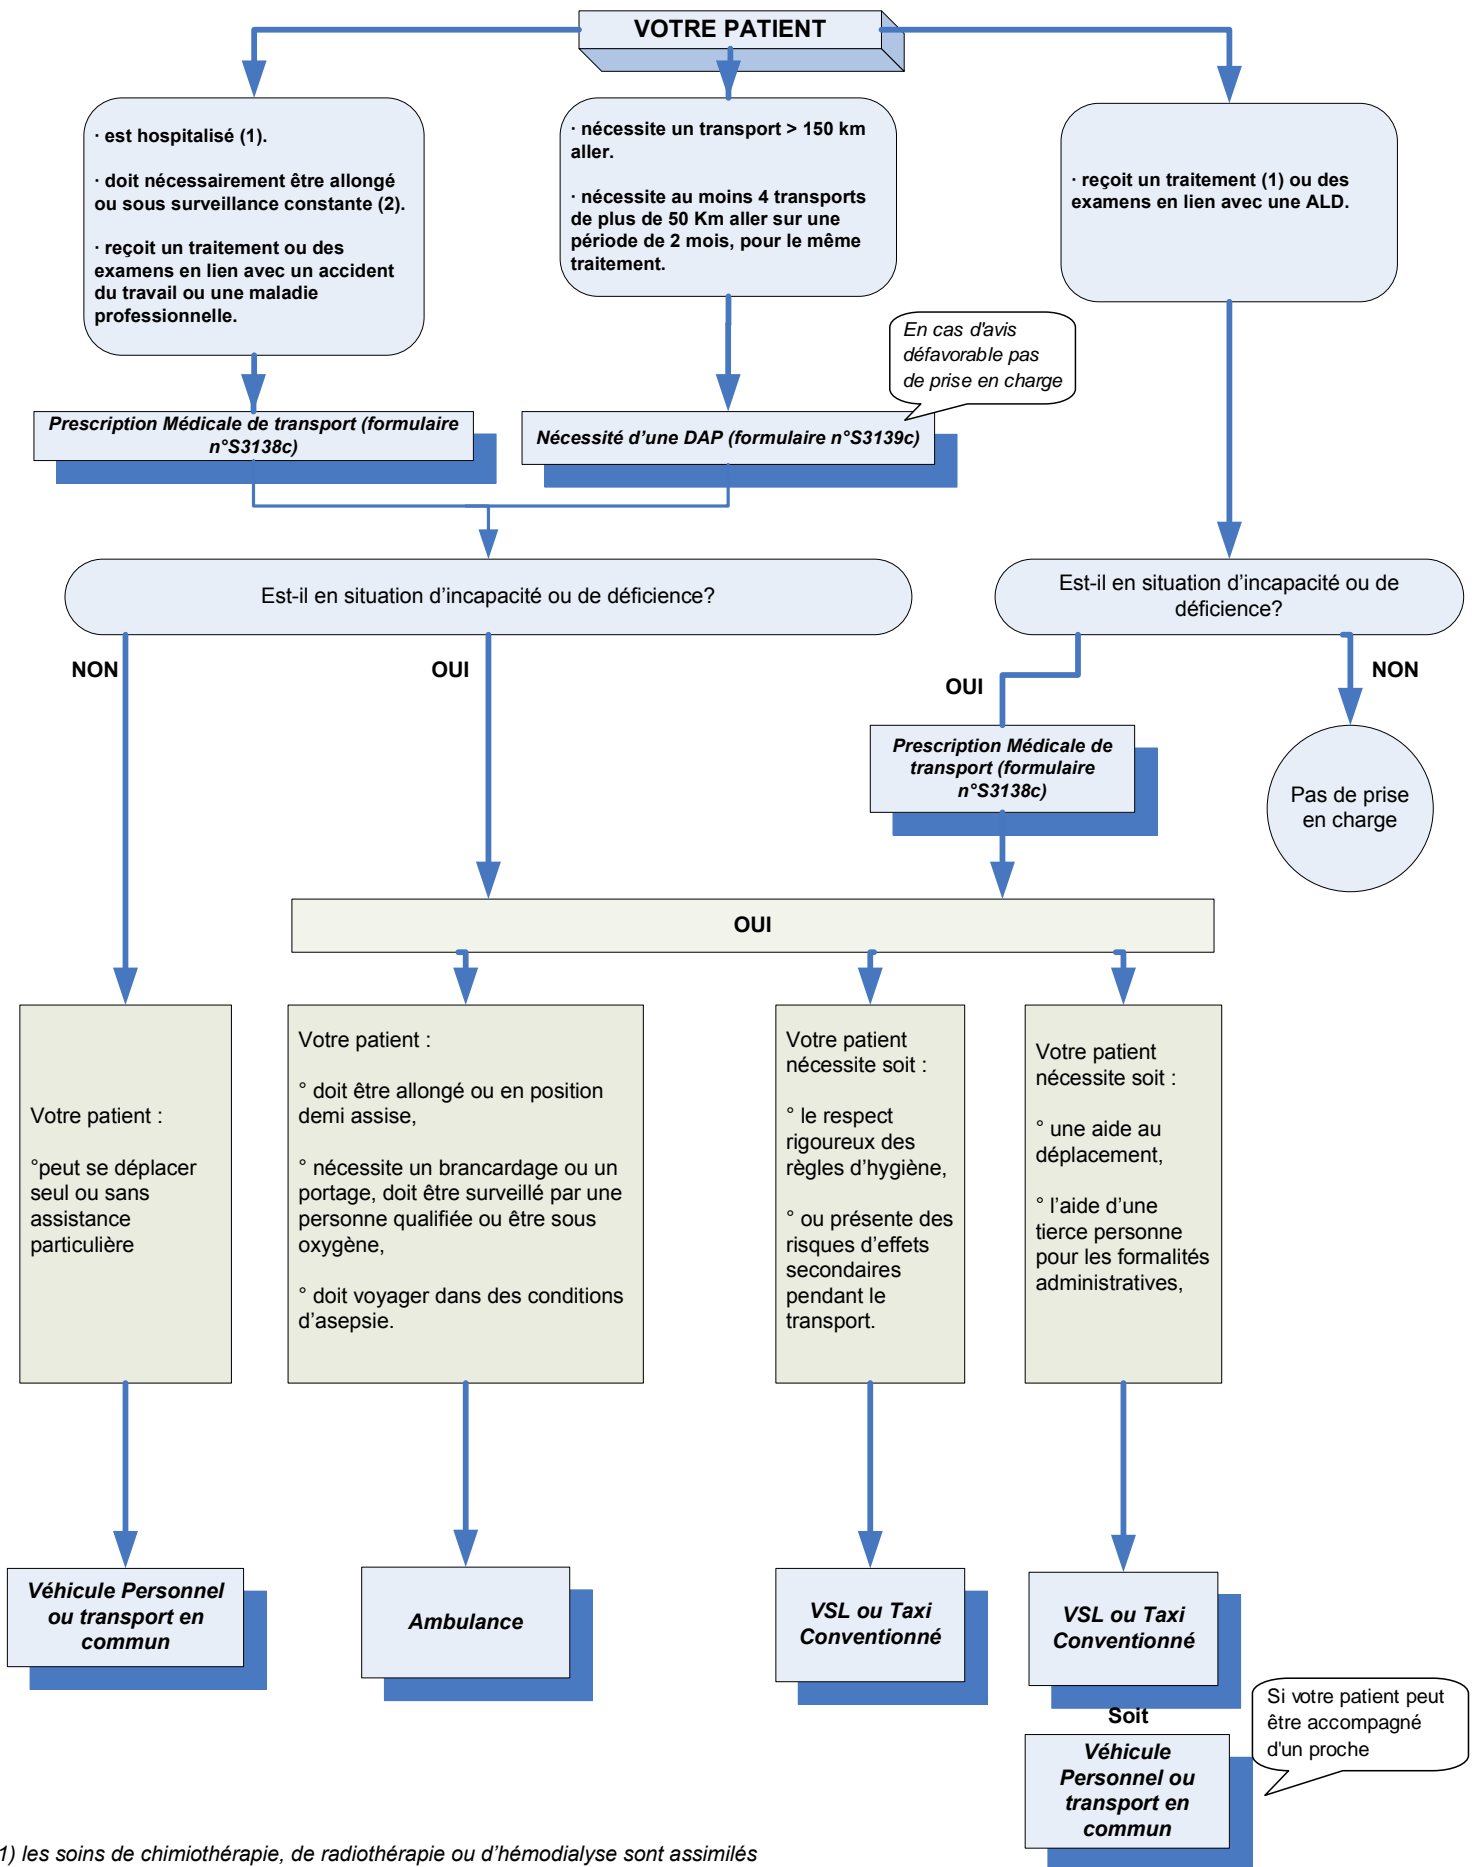 VOTRE PATIENT
· est hospitalisé (1).
· doit nécessairement être allongé
ou sous surveillance constante (2).
· reçoit un traitement ou des
examens en lien avec un accident
du travail ou une maladie
professionnelle.
· nécessite un transport > 150 km
aller.
· nécessite au moins 4 transports
de plus de 50 Km aller sur une
période de 2 mois, pour le même
traitement.
· reçoit un traitement (1) ou des
examens en lien avec une ALD.
En cas d'avis
défavorable pas
de prise en charge
Prescription Médicale de transport (formulaire
n°S3138c)
Nécessité d'une DAP (formulaire n°S3139c)
Est-il en situation d'incapacité ou de déficience?
Est-il en situation d'incapacité ou de
déficience?
NON
OUI
OUI
NON
Prescription Médicale de
transport (formulaire
n°S3138c)
Pas de prise
en charge
OUI
Votre patient :
°peut se déplacer
seul ou sans
assistance
particulière
Votre patient :
° doit être allongé ou en position
demi assise,
° nécessite un brancardage ou un
portage, doit être surveillé par une
personne qualifiée ou être sous
oxygène,
° doit voyager dans des conditions
d'asepsie.
Votre patient
nécessite soit :
° le respect
rigoureux des
règles d'hygiène,
° ou présente des
risques d'effets
secondaires
pendant le
transport.
Votre patient
nécessite soit :
° une aide au
déplacement,
° l'aide d'une
tierce personne
pour les formalités
administratives,
Véhicule Personnel
ou transport en
commun
Ambulance
VSL ou Taxi
Conventionné
VSL ou Taxi
Conventionné
Soit
Véhicule
Personnel ou
transport en
commun
Si votre patient peut
être accompagné
d'un proche
1) les soins de chimiothérapie, de radiothérapie ou d'hémodialyse sont assimilés